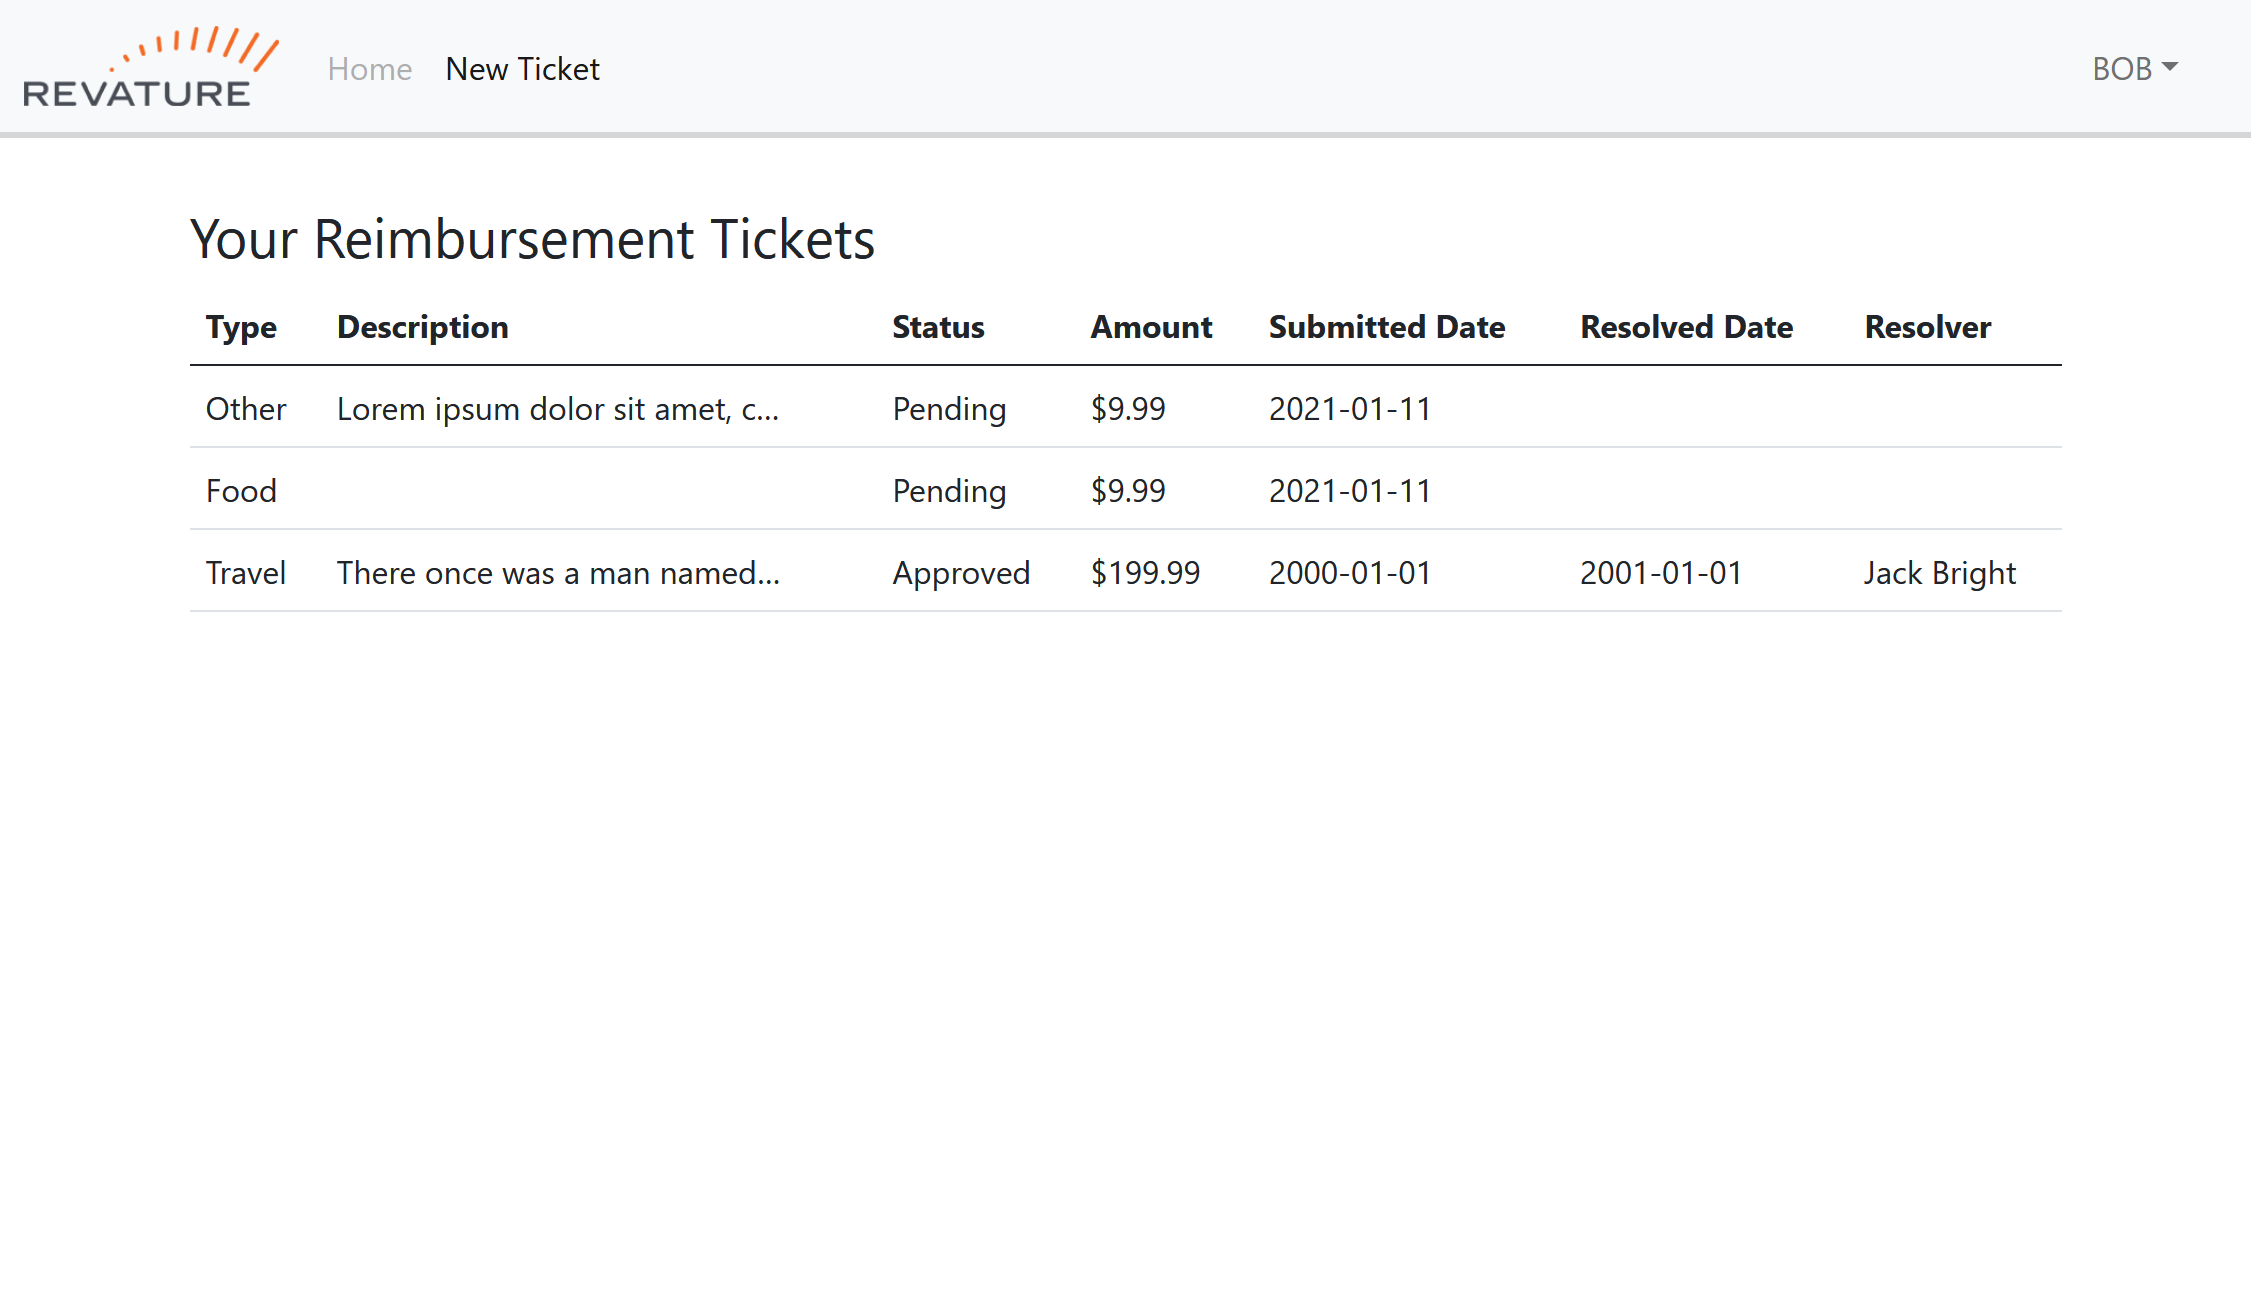 REVATURE Home New Ticket BOB
Your Reimbursement Tickets
Type Description Status Amount Submitted Date Resolved Date Resolver
Other Lorem ipsum dolor sit amet, c... Pending $9.99 2021-01-11
Food Pending $9.99 2021-01-11
Travel There once was a man named... Approved $199.99 2000-01-01 2001-01-01 Jack Bright